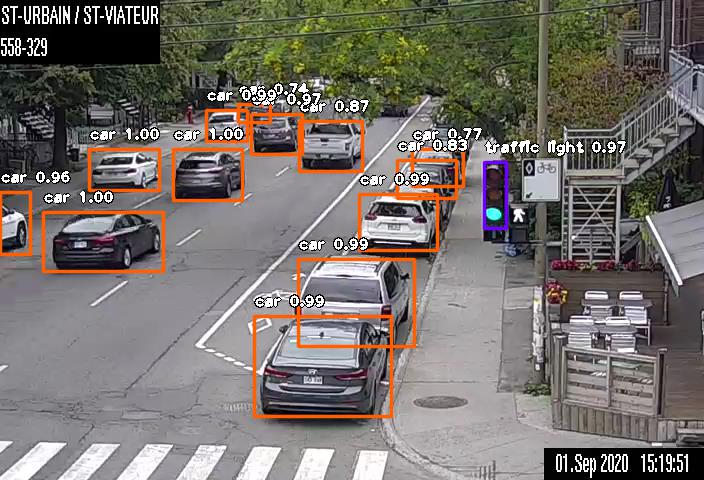 ST-URBAIN / ST-VIATEUR
558-329
car 0.74
car 0.99
car 0.97
car 0.87
car 1.00
car 1.00
car 0.77
car 0.83
traffic light 0.97
car 0.96
car 0.99
car 1.00
car 0.99
car 0.99
01.Sep 2020 15:19:51